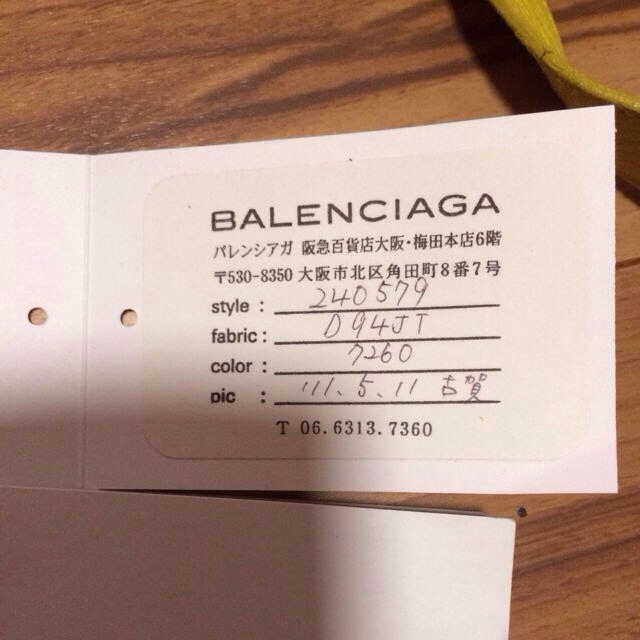 BALENCIAGA
バレンシアガ 阪急百貨店大阪・梅田本店6階
〒530-8350 大阪市北区角田町8番7号
style : 240579
fabric : D94JT
color : 7260
pic : '11. 5. 11 古賀
T 06.6313.7360